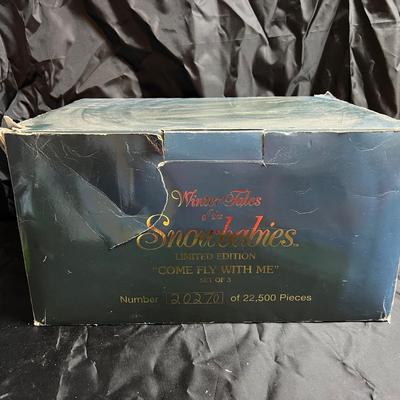 Winter Tales
of the
Snowbabies™
LIMITED EDITION
"COME FLY WITH ME"
SET OF 3
Number 20270 of 22,500 Pieces